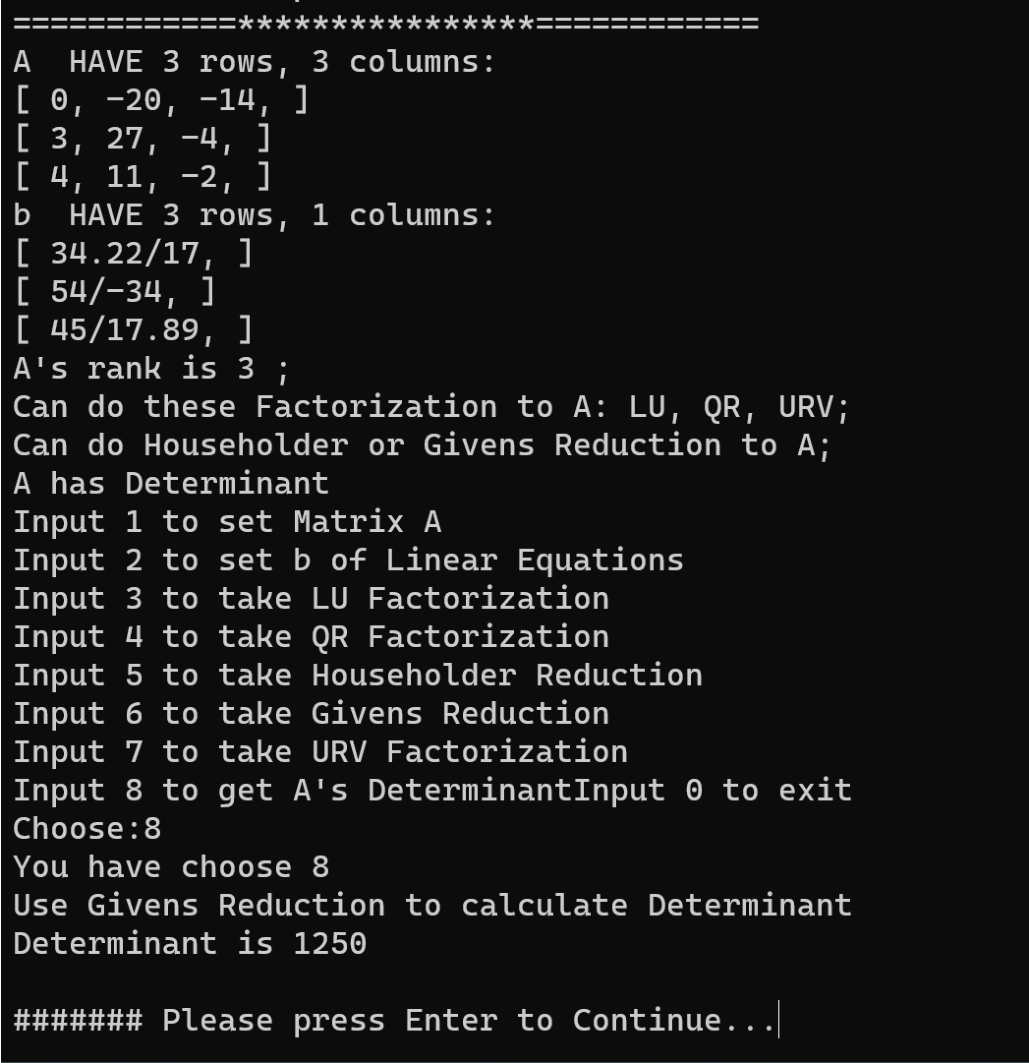 ============****************============
A  HAVE 3 rows, 3 columns:
[ 0, -20, -14, ]
[ 3, 27, -4, ]
[ 4, 11, -2, ]
b  HAVE 3 rows, 1 columns:
[ 34.22/17, ]
[ 54/-34, ]
[ 45/17.89, ]
A's rank is 3 ;
Can do these Factorization to A: LU, QR, URV;
Can do Householder or Givens Reduction to A;
A has Determinant
Input 1 to set Matrix A
Input 2 to set b of Linear Equations
Input 3 to take LU Factorization
Input 4 to take QR Factorization
Input 5 to take Householder Reduction
Input 6 to take Givens Reduction
Input 7 to take URV Factorization
Input 8 to get A's DeterminantInput 0 to exit
Choose:8
You have choose 8
Use Givens Reduction to calculate Determinant
Determinant is 1250
####### Please press Enter to Continue...